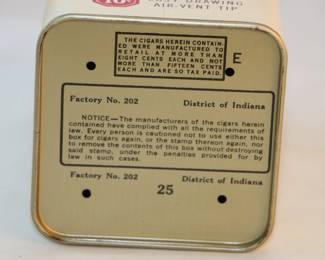 10¢
EASY DRAWING
AIR-VENT TIP
THE CIGARS HEREIN CONTAIN-
ED WERE MANUFACTURED TO
RETAIL AT MORE THAN
EIGHT CENTS EACH AND NOT
MORE THAN FIFTEEN CENTS
EACH AND ARE SO TAX PAID.
E
Factory No. 202 District of Indiana
NOTICE—The manufacturers of the cigars herein
contained have complied with all the requirements of
law. Every person is cautioned not to use either this
box for cigars again, or the stamp thereon again, nor
to remove the contents of this box without destroying
said stamp, under the penalties provided for by
law in such cases.
Factory No. 202 District of Indiana
25